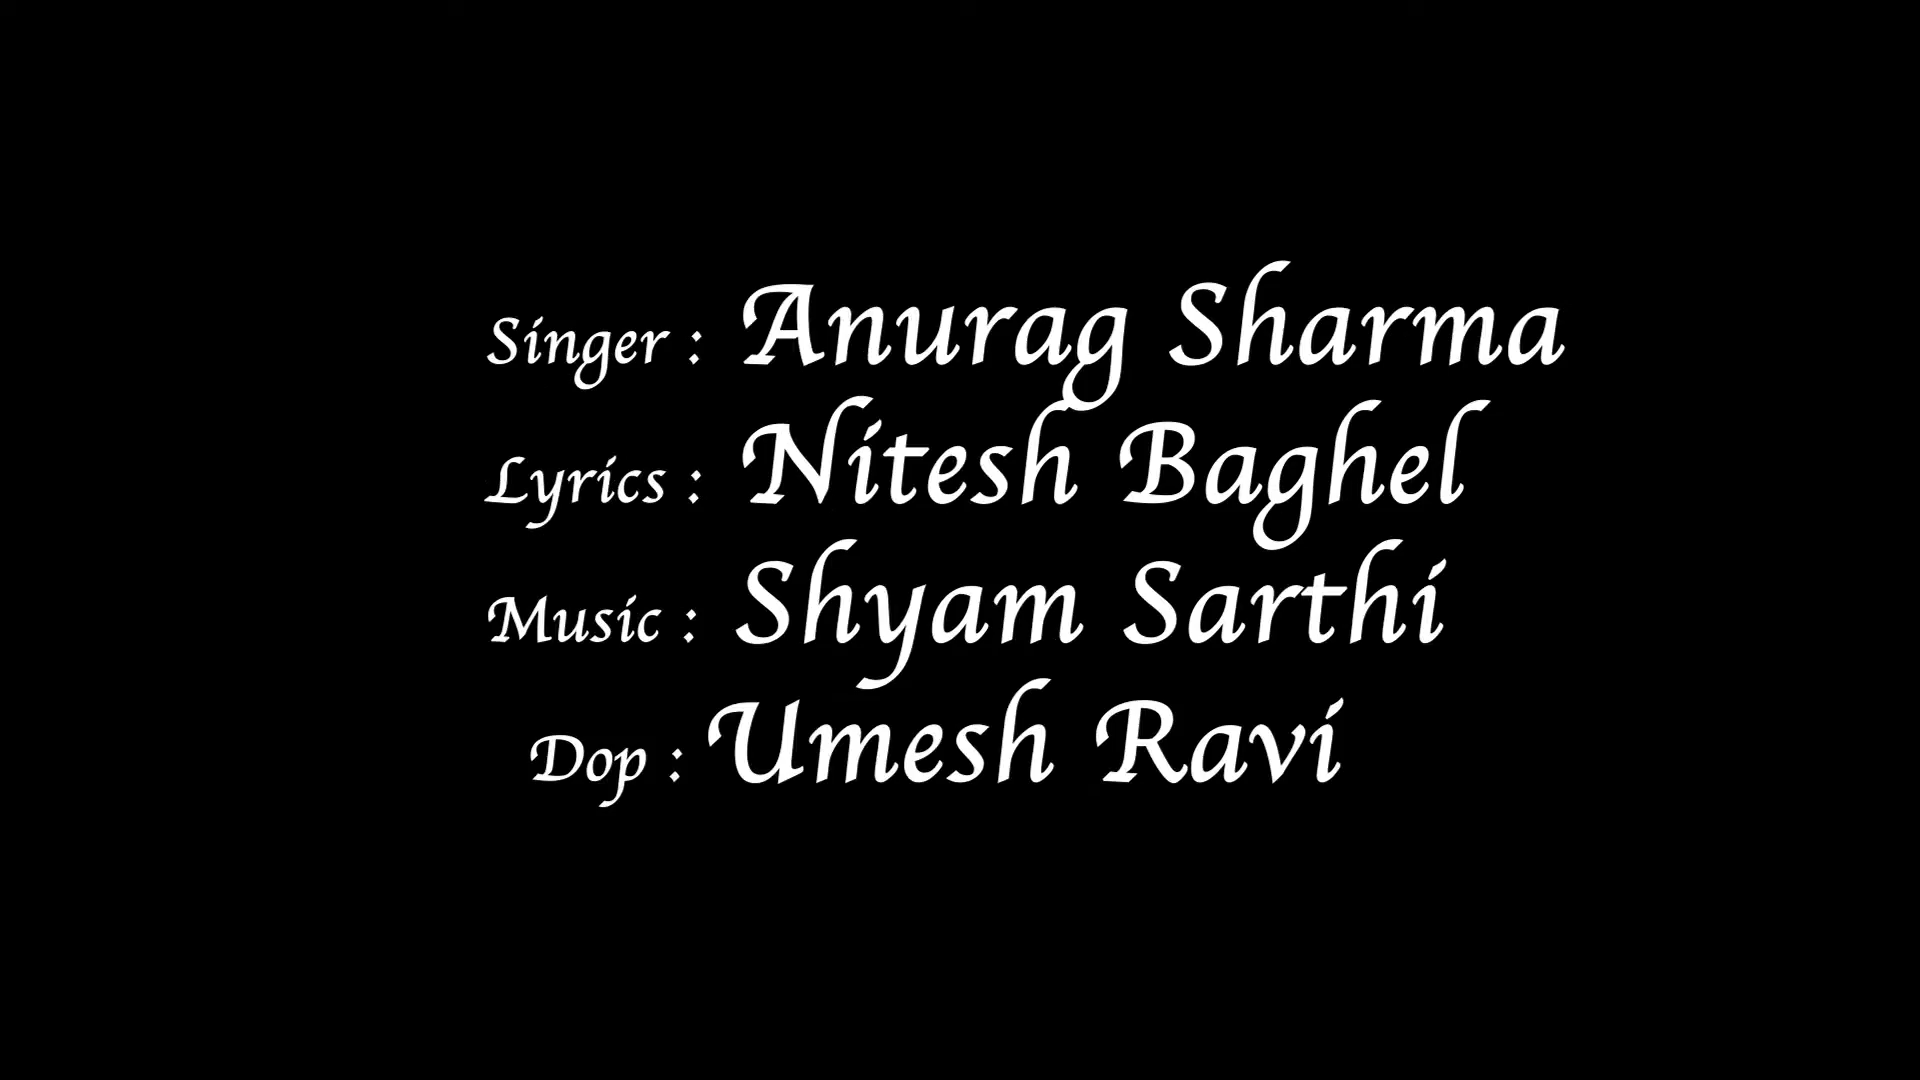 Singer : Anurag Sharma
Lyrics : Nitesh Baghel
Music : Shyam Sarthi
Dop : Umesh Ravi